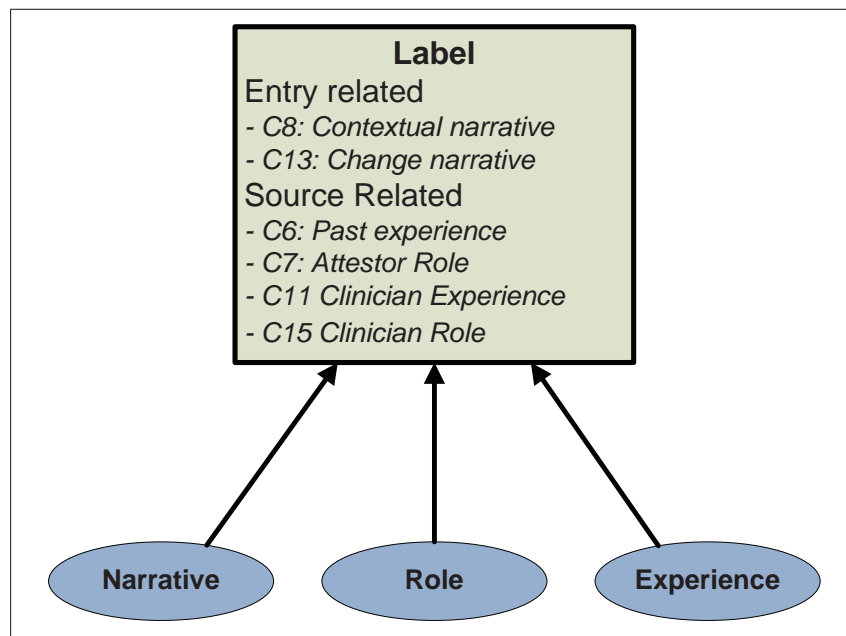 Label
Entry related
- C8: Contextual narrative
- C13: Change narrative
Source Related
- C6: Past experience
- C7: Attestor Role
- C11 Clinician Experience
- C15 Clinician Role
Narrative
Role
Experience